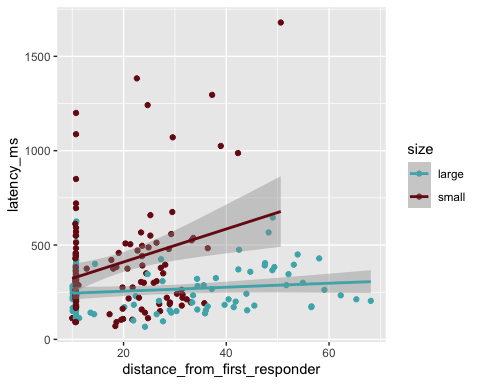 1500
1000
500
0
20
40
60
latency_ms
distance_from_first_responder
size
large
small